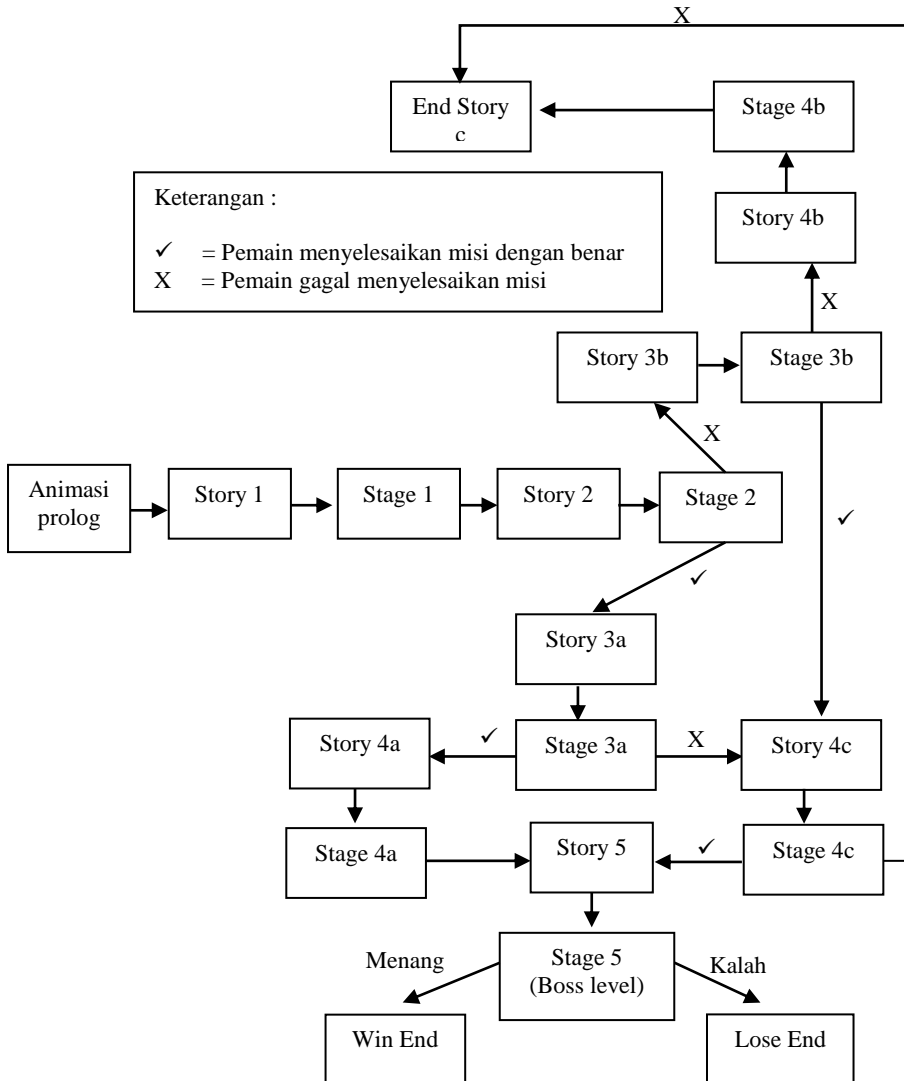 X
End Story
c
Stage 4b
Keterangan :
Story 4b
✓ = Pemain menyelesaikan misi dengan benar
X = Pemain gagal menyelesaikan misi
X
Story 3b
Stage 3b
X
Animasi
prolog
Story 1
Stage 1
Story 2
Stage 2
✓
✓
Story 3a
Story 4a
✓
Stage 3a
X
Story 4c
Stage 4a
Story 5
✓
Stage 4c
Menang
Stage 5
(Boss level)
Kalah
Win End
Lose End